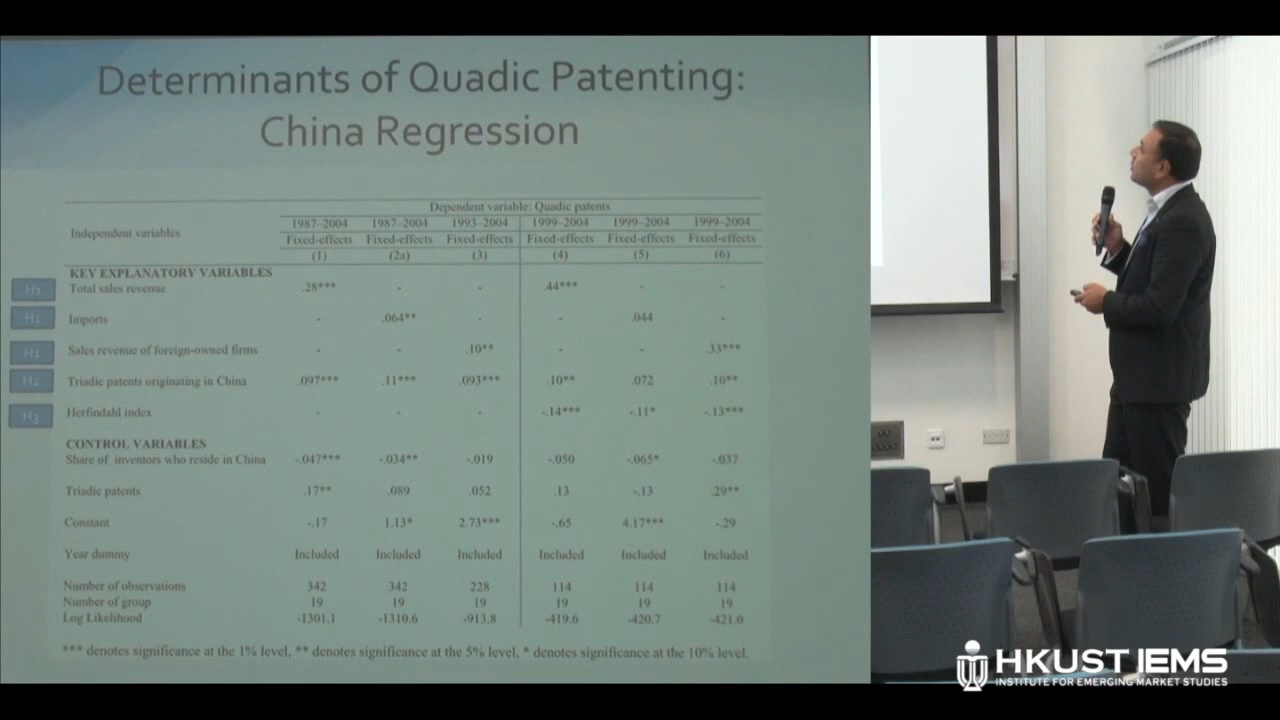 Determinants of Quadic Patenting:
China Regression
Dependent variable: Quadic patents
Independent variables 1987–2004 1987–2004 1993–2004 1999–2004 1999–2004 1999–2004
Fixed-effects Fixed-effects Fixed-effects Fixed-effects Fixed-effects Fixed-effects
(1) (2a) (3) (4) (5) (6)
KEY EXPLANATORY VARIABLES
Total sales revenue .28*** - - .44*** - -
H1 Imports - .064** - - .044 -
H1 Sales revenue of foreign-owned firms - - .10** - - .33***
H2 Triadic patents originating in China .097*** .11*** .093*** .10** .072 .10**
H3 Herfindahl index - - - -.14*** -.11* -.13***
CONTROL VARIABLES
Share of inventors who reside in China -.047*** -.034** -.019 -.050 -.065* -.037
Triadic patents .17** .089 .052 .13 -.13 .29**
Constant -.17 1.13* 2.73*** -.65 4.17*** -.29
Year dummy Included Included Included Included Included Included
Number of observations 342 342 228 114 114 114
Number of group 19 19 19 19 19 19
Log Likelihood -1301.1 -1310.6 -913.8 -419.6 -420.7 -421.0
*** denotes significance at the 1% level, ** denotes significance at the 5% level, * denotes significance at the 10% level.
HKUST IEMS
INSTITUTE FOR EMERGING MARKET STUDIES